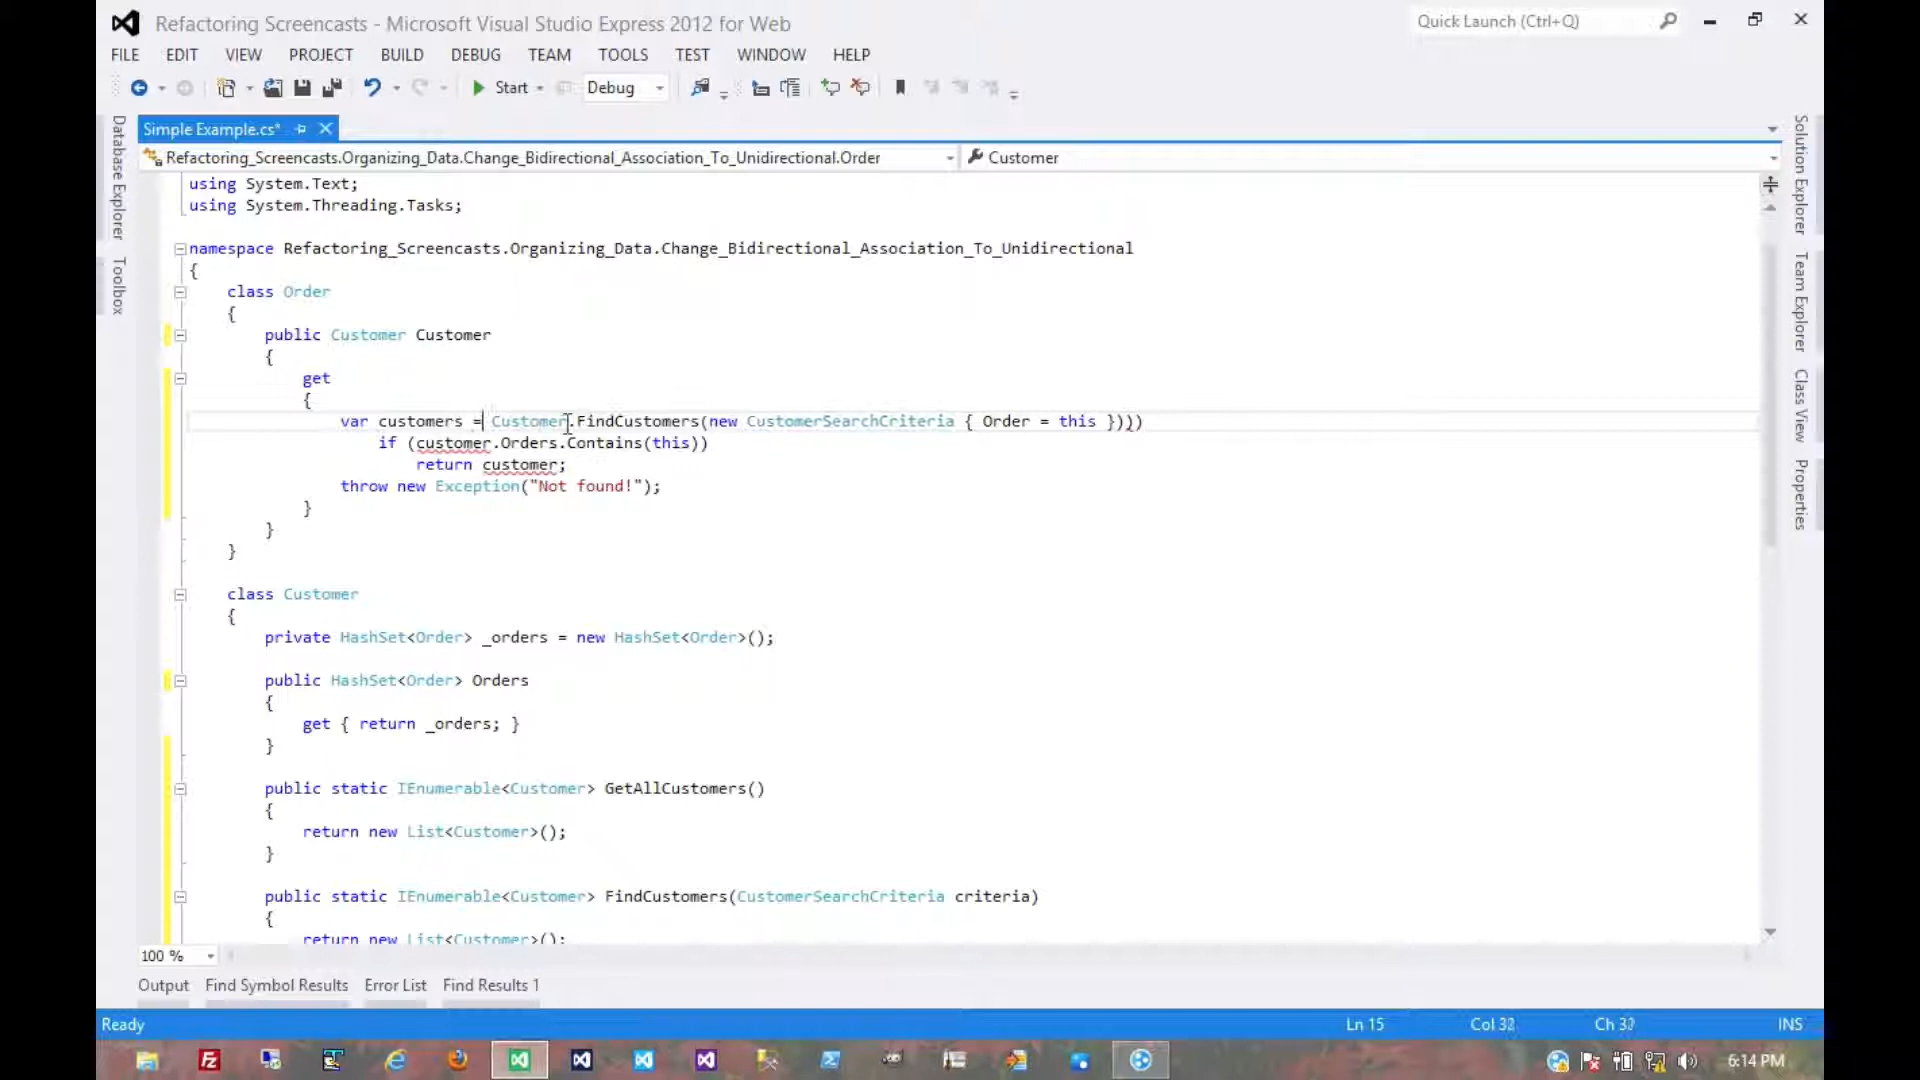 Refactoring Screencasts - Microsoft Visual Studio Express 2012 for Web
Quick Launch (Ctrl+Q)
FILE EDIT VIEW PROJECT BUILD DEBUG TEAM TOOLS TEST WINDOW HELP
Start Debug
Database Explorer
Toolbox
Simple Example.cs*
Refactoring_Screencasts.Organizing_Data.Change_Bidirectional_Association_To_Unidirectional.Order
Customer
using System.Text;
using System.Threading.Tasks;
namespace Refactoring_Screencasts.Organizing_Data.Change_Bidirectional_Association_To_Unidirectional
{
class Order
{
public Customer Customer
{
get
{
var customers = Customer.FindCustomers(new CustomerSearchCriteria { Order = this })))
if (customer.Orders.Contains(this))
return customer;
throw new Exception("Not found!");
}
}
}
class Customer
{
private HashSet<Order> _orders = new HashSet<Order>();
public HashSet<Order> Orders
{
get { return _orders; }
}
public static IEnumerable<Customer> GetAllCustomers()
{
return new List<Customer>();
}
public static IEnumerable<Customer> FindCustomers(CustomerSearchCriteria criteria)
{
return new List<Customer>();
Solution Explorer
Team Explorer
Class View
Properties
100 %
Output Find Symbol Results Error List Find Results 1
Ready
Ln 15 Col 32 Ch 32 INS
6:14 PM